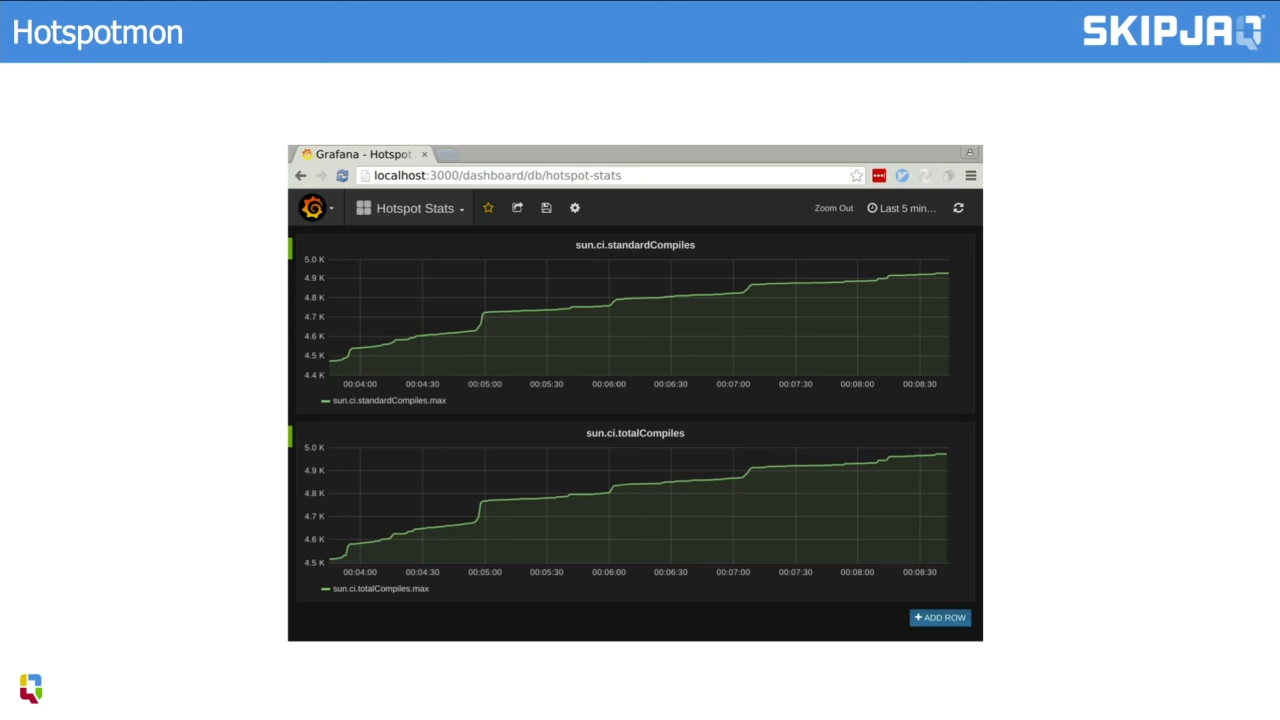 Hotspotmon
SKIPJAQ
Grafana - Hotspot ×
localhost:3000/dashboard/db/hotspot-stats
Hotspot Stats
Zoom Out
Last 5 min...
sun.ci.standardCompiles
5.0 K
4.9 K
4.8 K
4.7 K
4.6 K
4.5 K
4.4 K
00:04:00 00:04:30 00:05:00 00:05:30 00:06:00 00:06:30 00:07:00 00:07:30 00:08:00 00:08:30
sun.ci.standardCompiles.max
sun.ci.totalCompiles
5.0 K
4.9 K
4.8 K
4.7 K
4.6 K
4.5 K
00:04:00 00:04:30 00:05:00 00:05:30 00:06:00 00:06:30 00:07:00 00:07:30 00:08:00 00:08:30
sun.ci.totalCompiles.max
+ ADD ROW